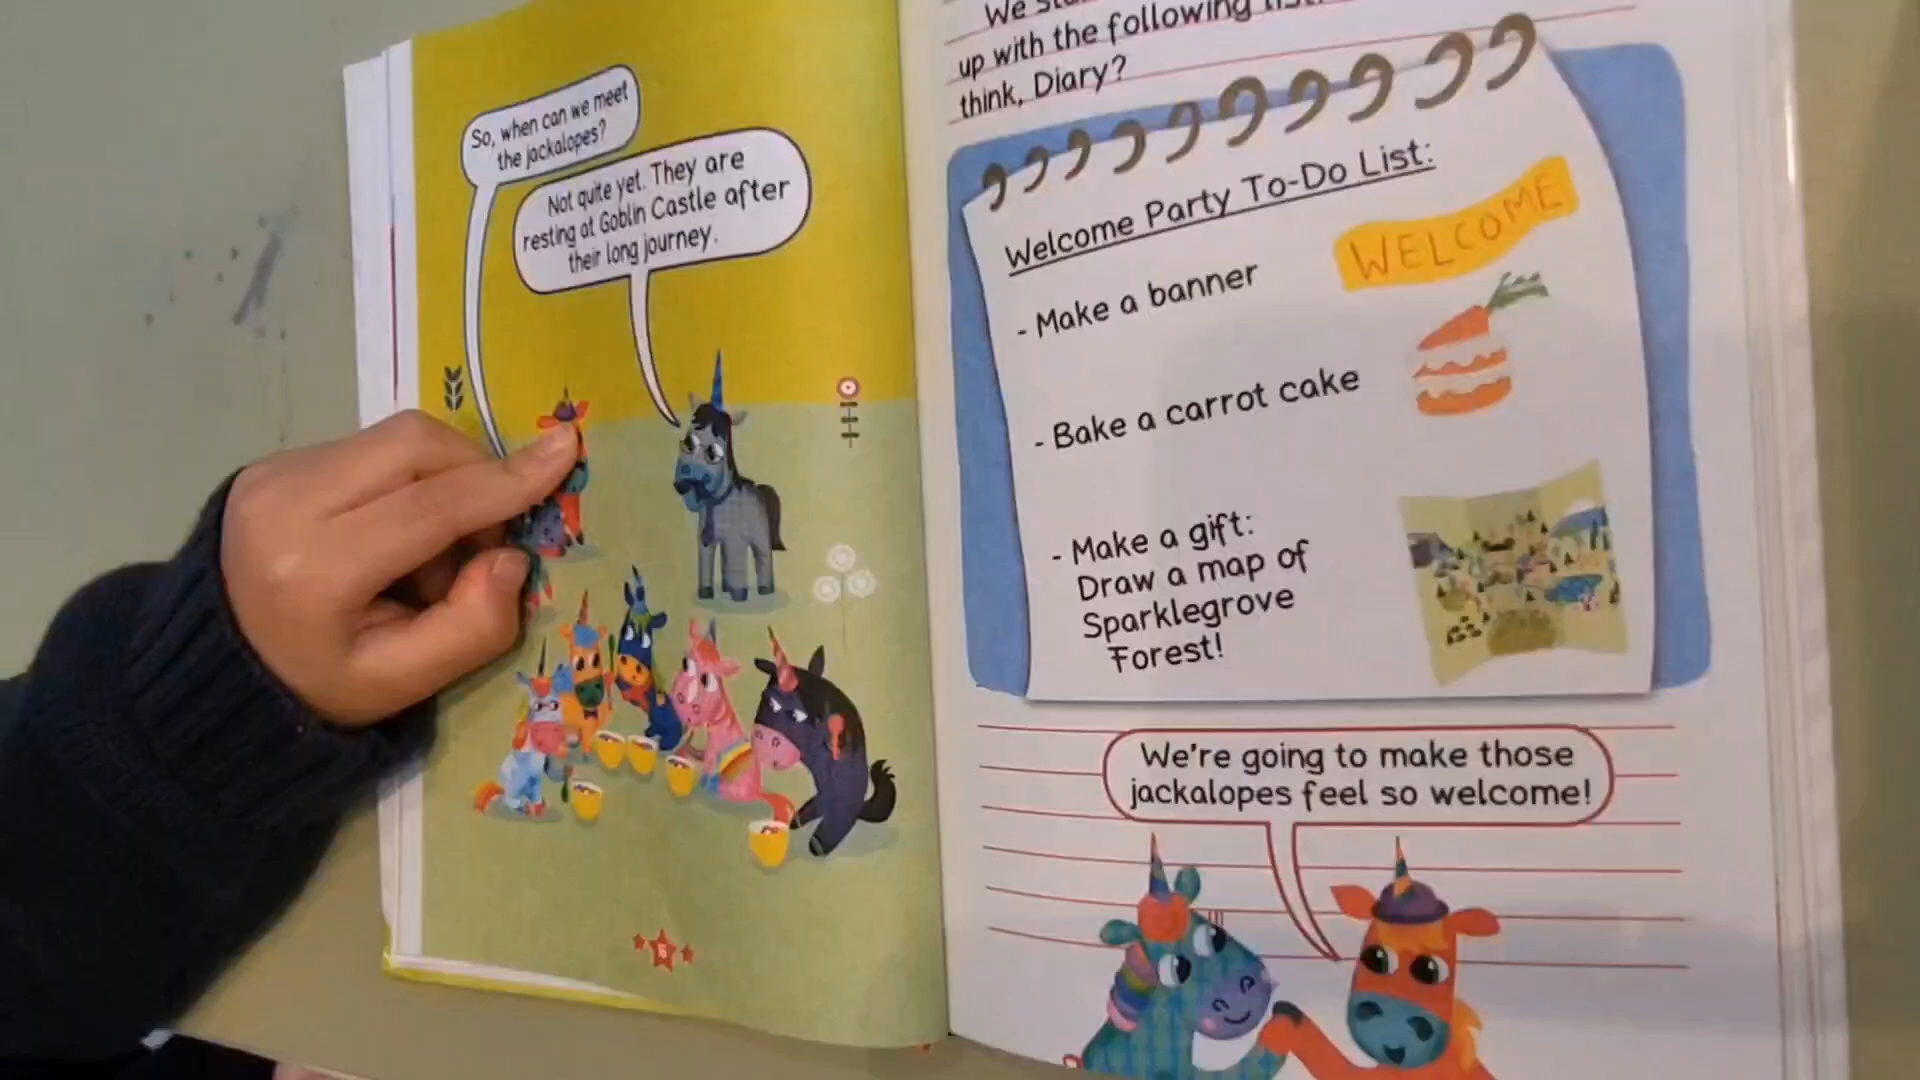 So, when can we meet
the jackalopes?
Not quite yet. They are
resting at Goblin Castle after
their long journey.
We
up with the following
think, Diary?
Welcome Party To-Do List:
WELCOME
- Make a banner
- Bake a carrot cake
- Make a gift:
Draw a map of
Sparklegrove
Forest!
We're going to make those
jackalopes feel so welcome!